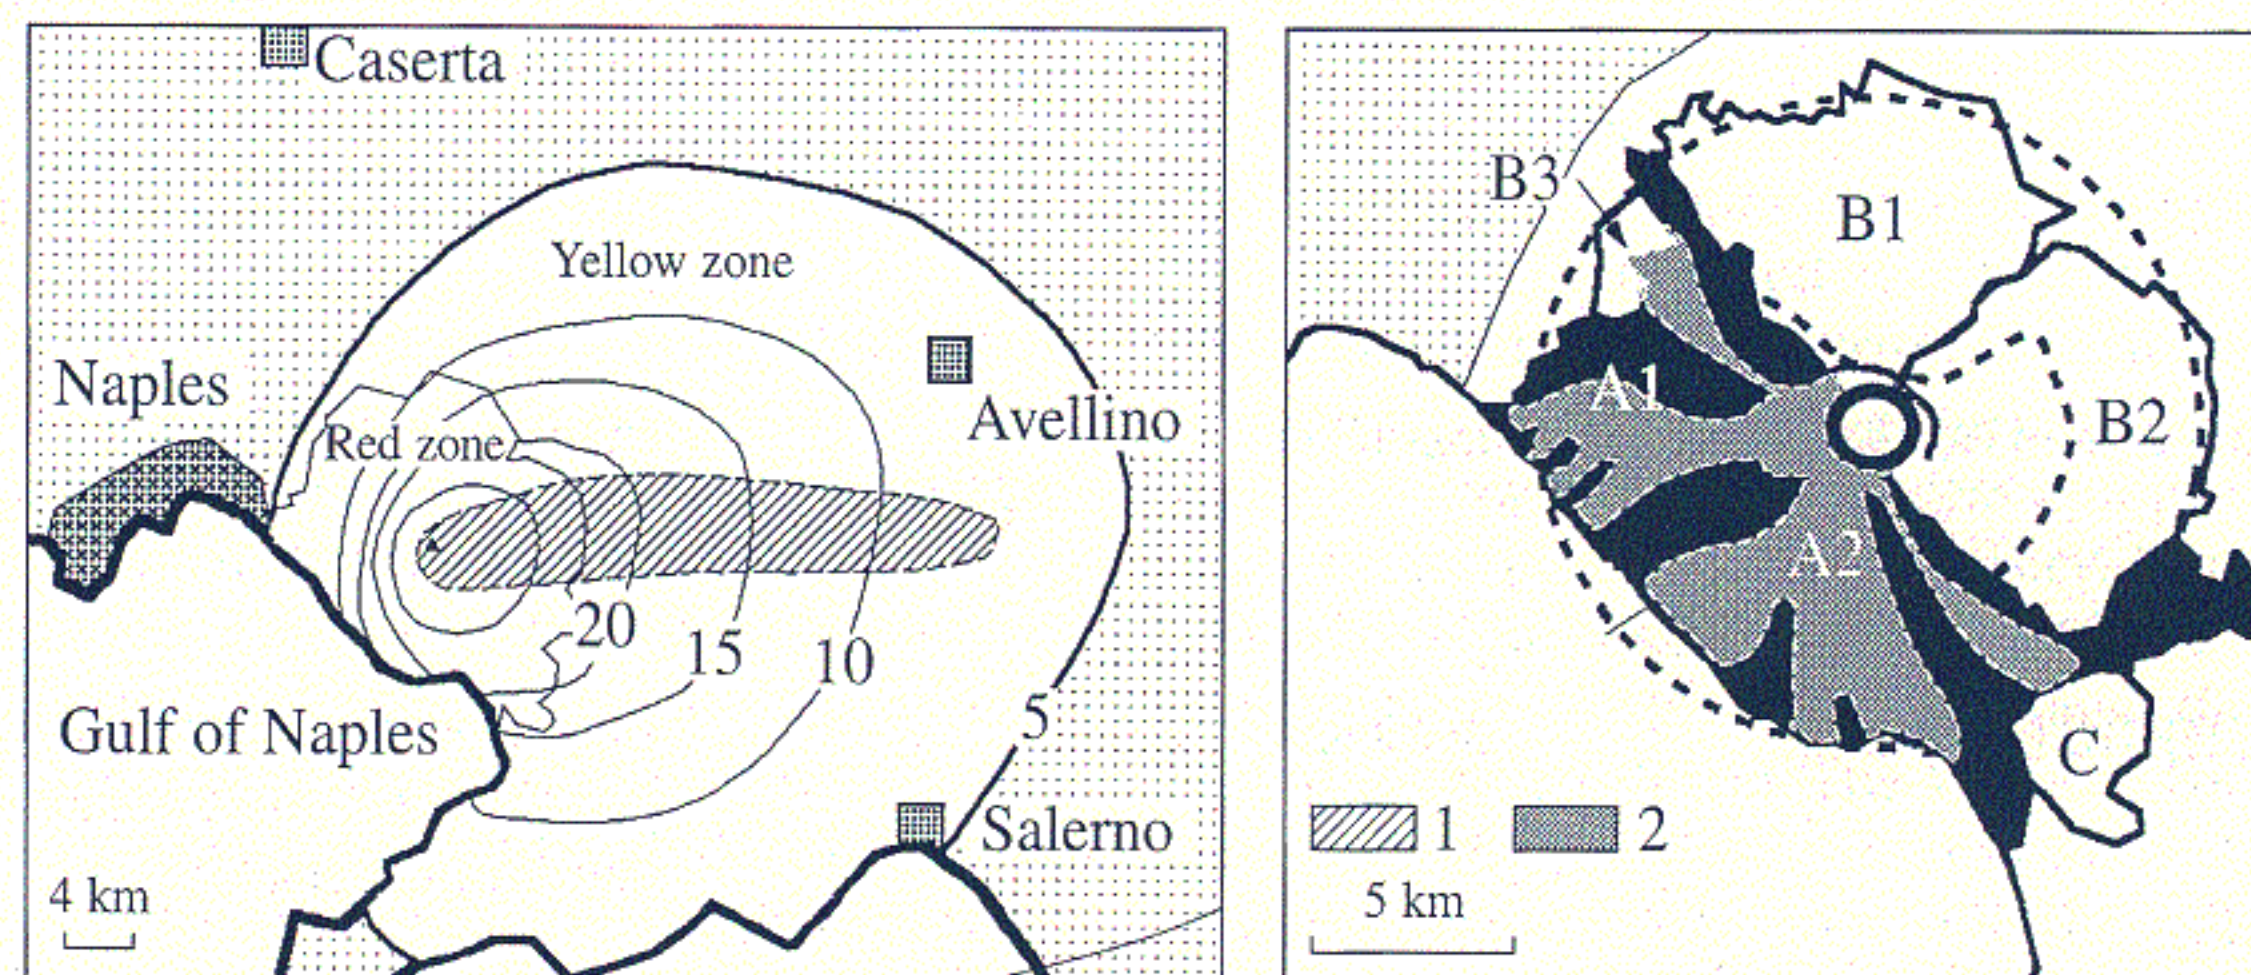 Caserta
Yellow zone
Naples
Avellino
Red zone
20
15
10
5
Gulf of Naples
Salerno
4 km
B3
B1
A1
B2
A2
C
1
2
5 km